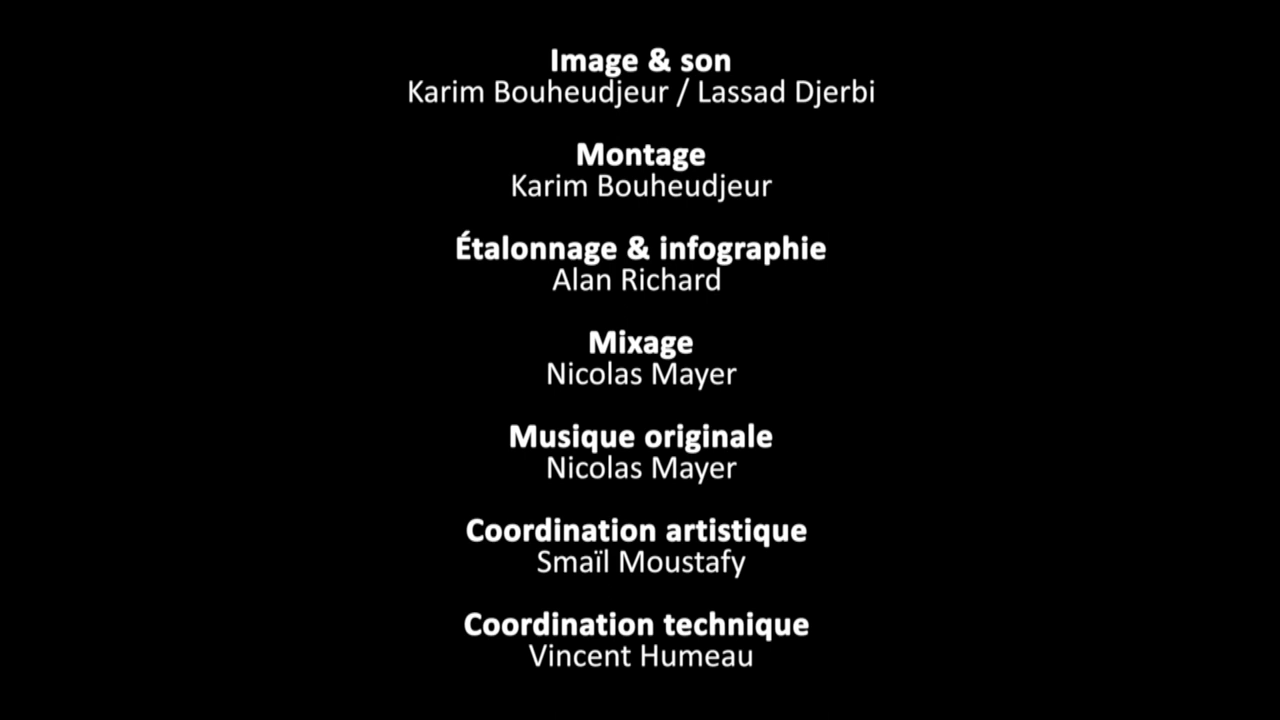 Image & son
Karim Bouheudjeur / Lassad Djerbi
Montage
Karim Bouheudjeur
Étalonnage & infographie
Alan Richard
Mixage
Nicolas Mayer
Musique originale
Nicolas Mayer
Coordination artistique
Smaïl Moustafy
Coordination technique
Vincent Humeau